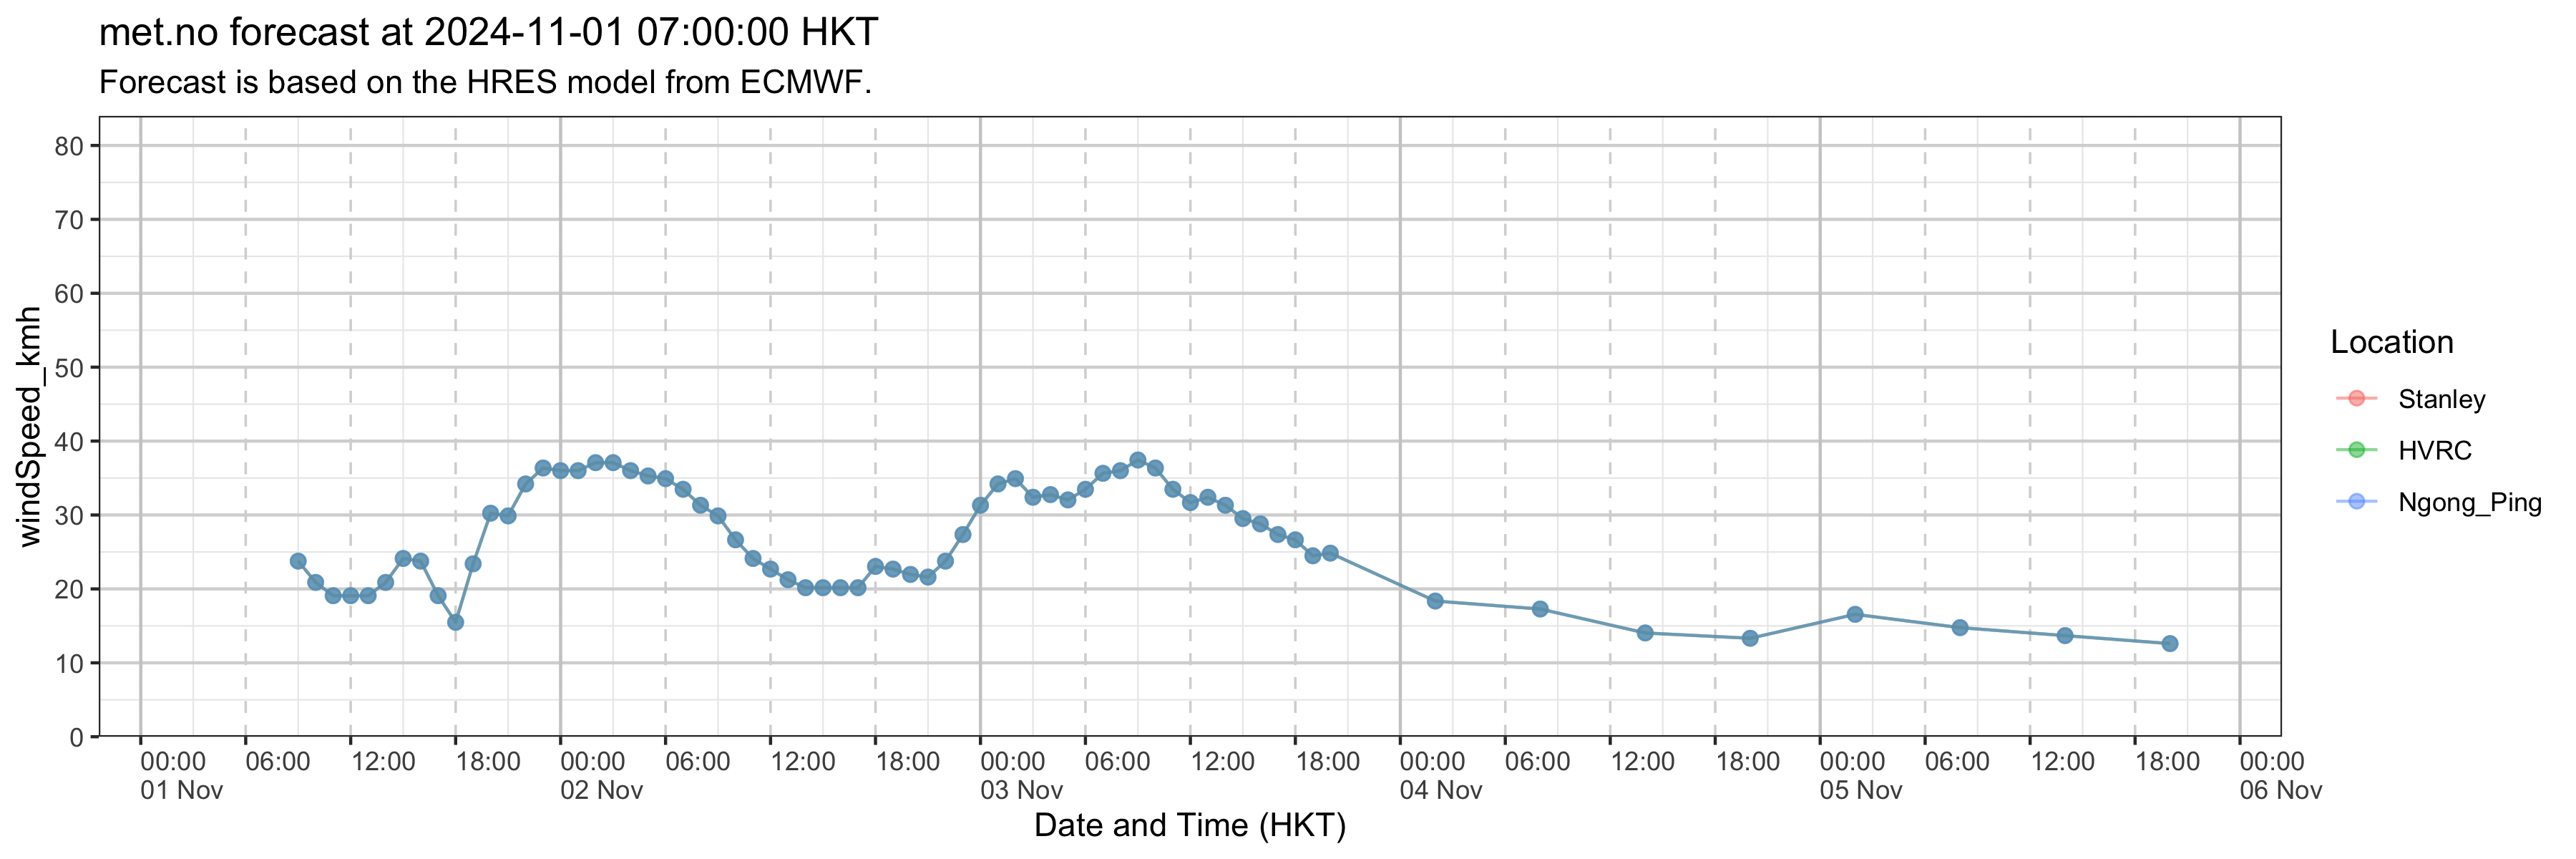 met.no forecast at 2024-11-01 07:00:00 HKT
Forecast is based on the HRES model from ECMWF.
windSpeed_kmh
80
70
60
50
40
30
20
10
0
00:00 06:00 12:00 18:00 00:00 06:00 12:00 18:00 00:00 06:00 12:00 18:00 00:00 06:00 12:00 18:00 00:00 06:00 12:00 18:00 00:00
01 Nov 02 Nov 03 Nov 04 Nov 05 Nov 06 Nov
Date and Time (HKT)
Location
Stanley
HVRC
Ngong_Ping